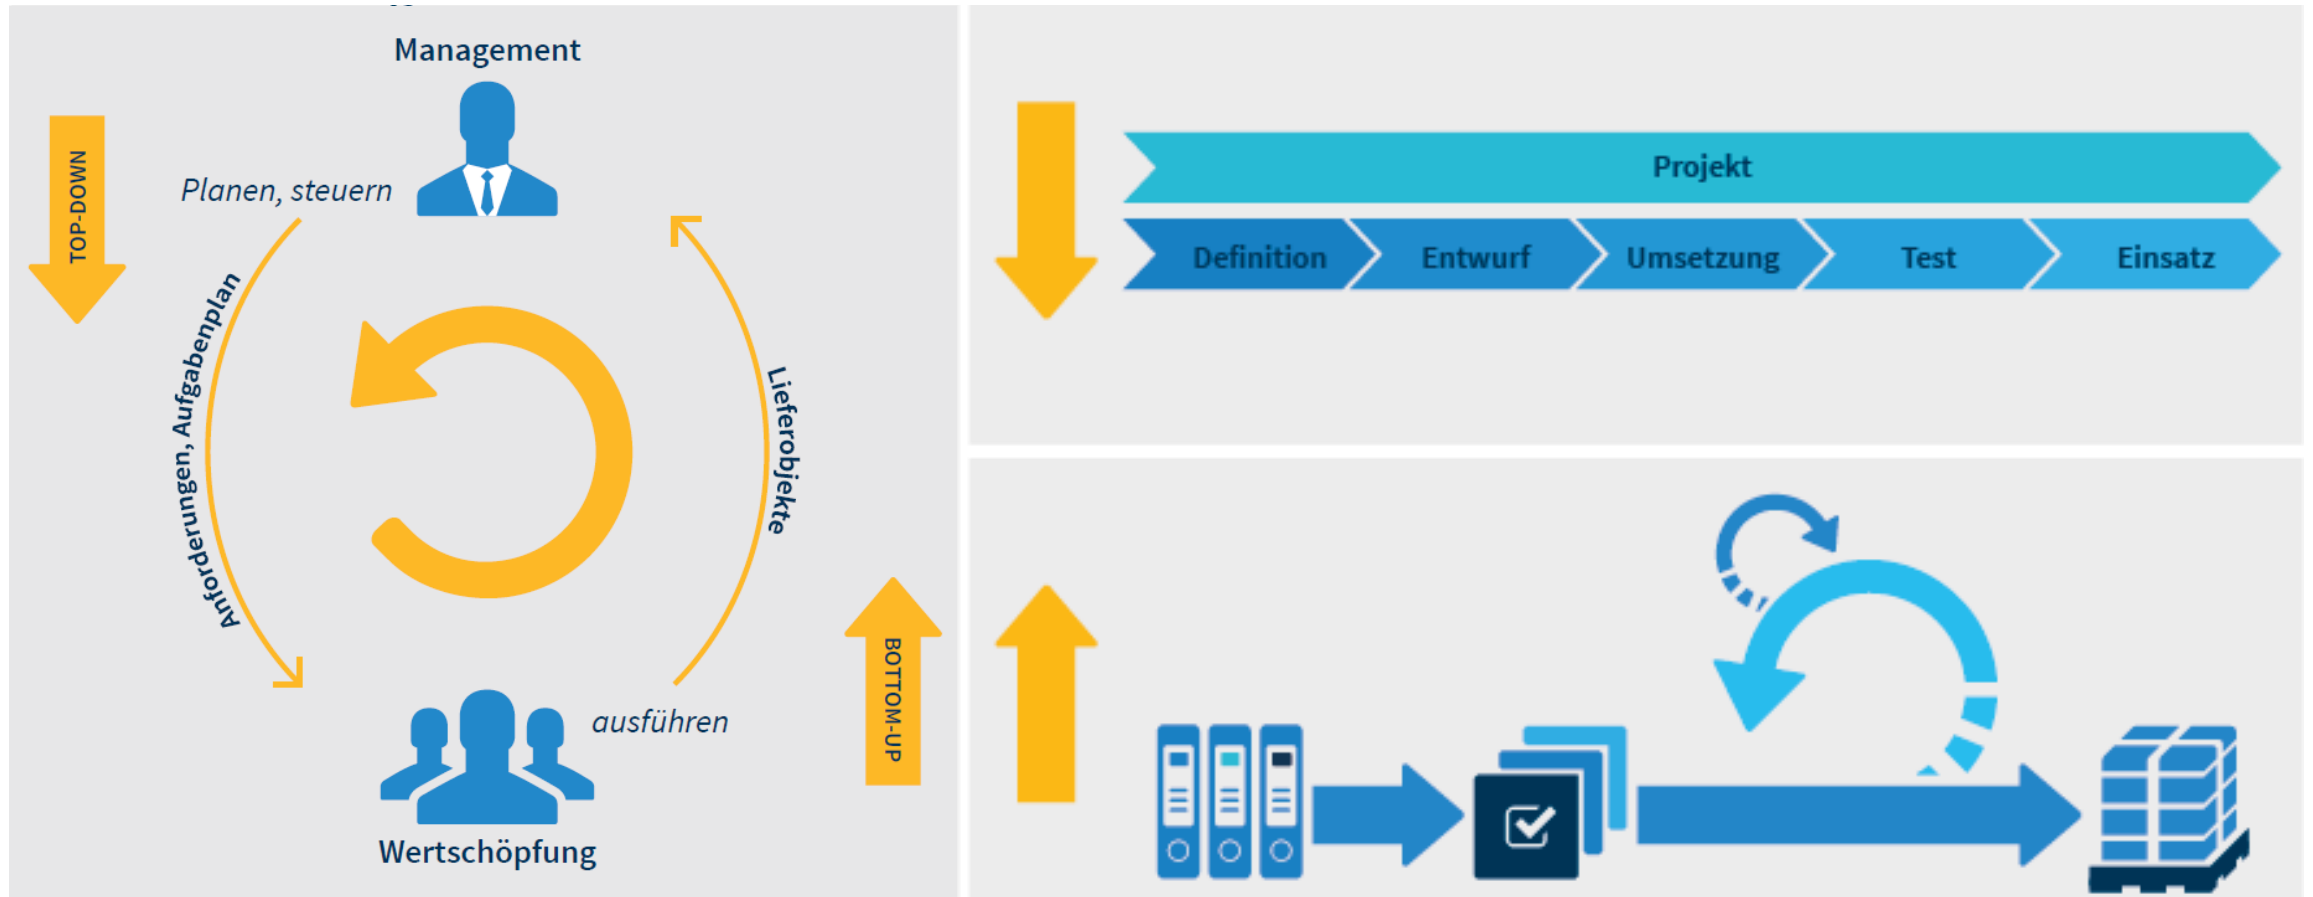 Management
TOP-DOWN
Planen, steuern
Anforderungen, Aufgabenplan
Lieferobjekte
ausführen
BOTTOM-UP
Wertschöpfung
Projekt
Definition
Entwurf
Umsetzung
Test
Einsatz